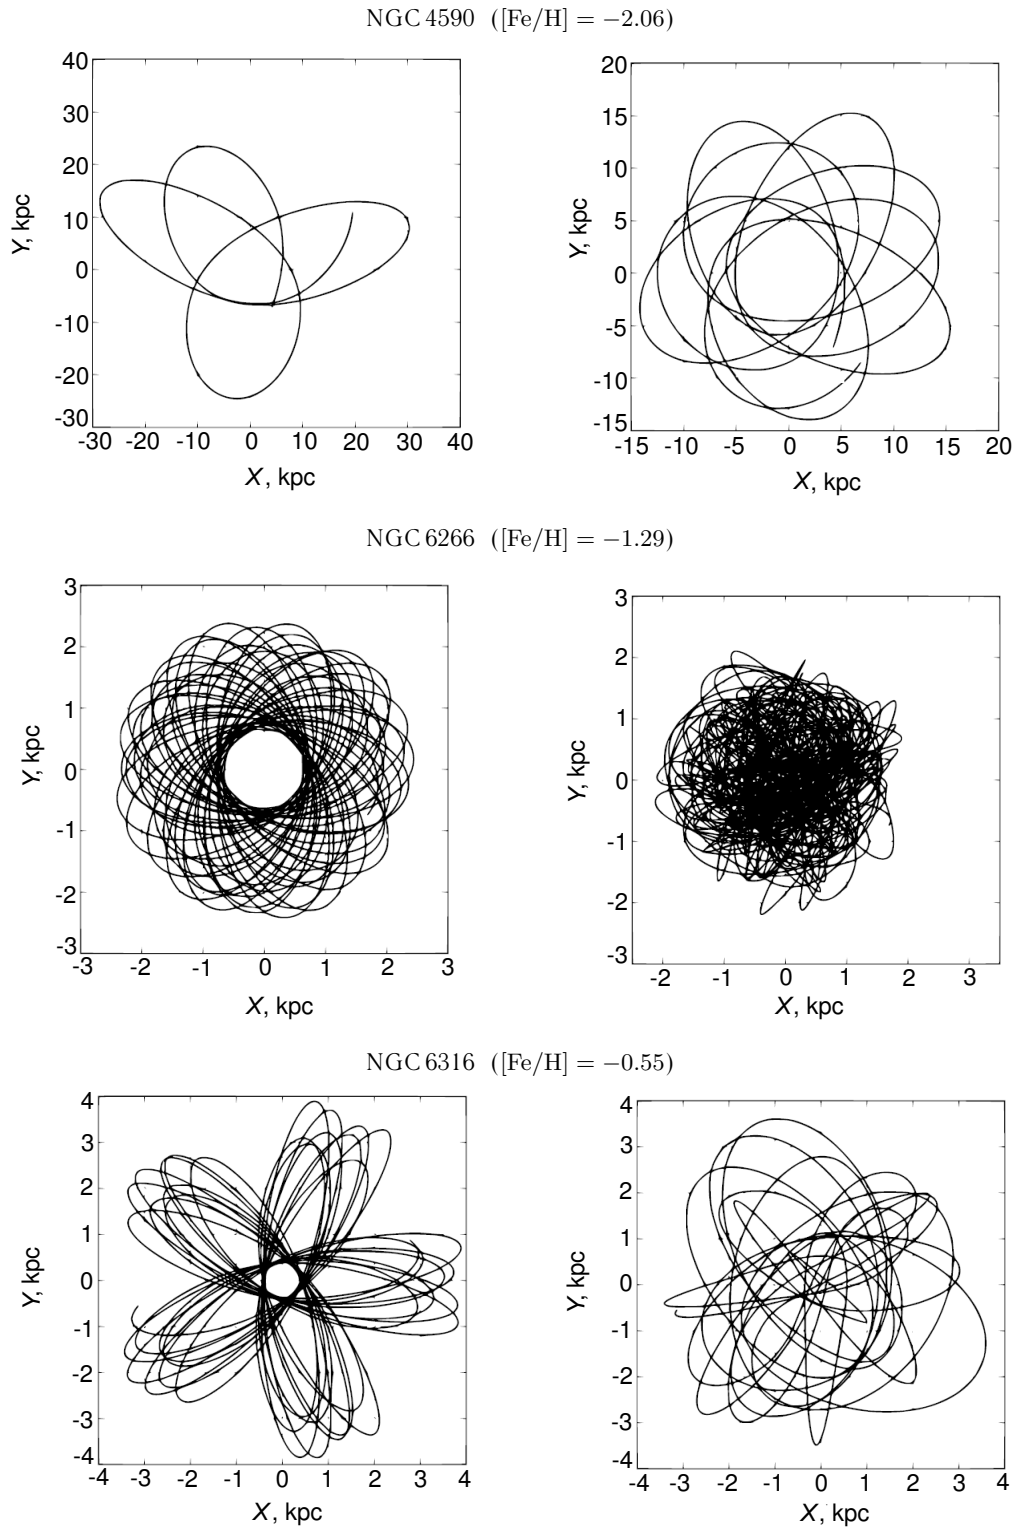 NGC 4590 ([Fe/H] = −2.06)
40
30
20
10
0
-10
-20
-30
-30 -20 -10 0 10 20 30 40
X, kpc
Y, kpc
20
15
10
5
0
-5
-10
-15
-15 -10 -5 0 5 10 15 20
X, kpc
Y, kpc
NGC 6266 ([Fe/H] = −1.29)
3
2
1
0
-1
-2
-3
-3 -2 -1 0 1 2 3
X, kpc
Y, kpc
3
2
1
0
-1
-2
-3
-2 -1 0 1 2 3
X, kpc
Y, kpc
NGC 6316 ([Fe/H] = −0.55)
4
3
2
1
0
-1
-2
-3
-4
-4 -3 -2 -1 0 1 2 3 4
X, kpc
Y, kpc
4
3
2
1
0
-1
-2
-3
-4
-4 -3 -2 -1 0 1 2 3 4
X, kpc
Y, kpc